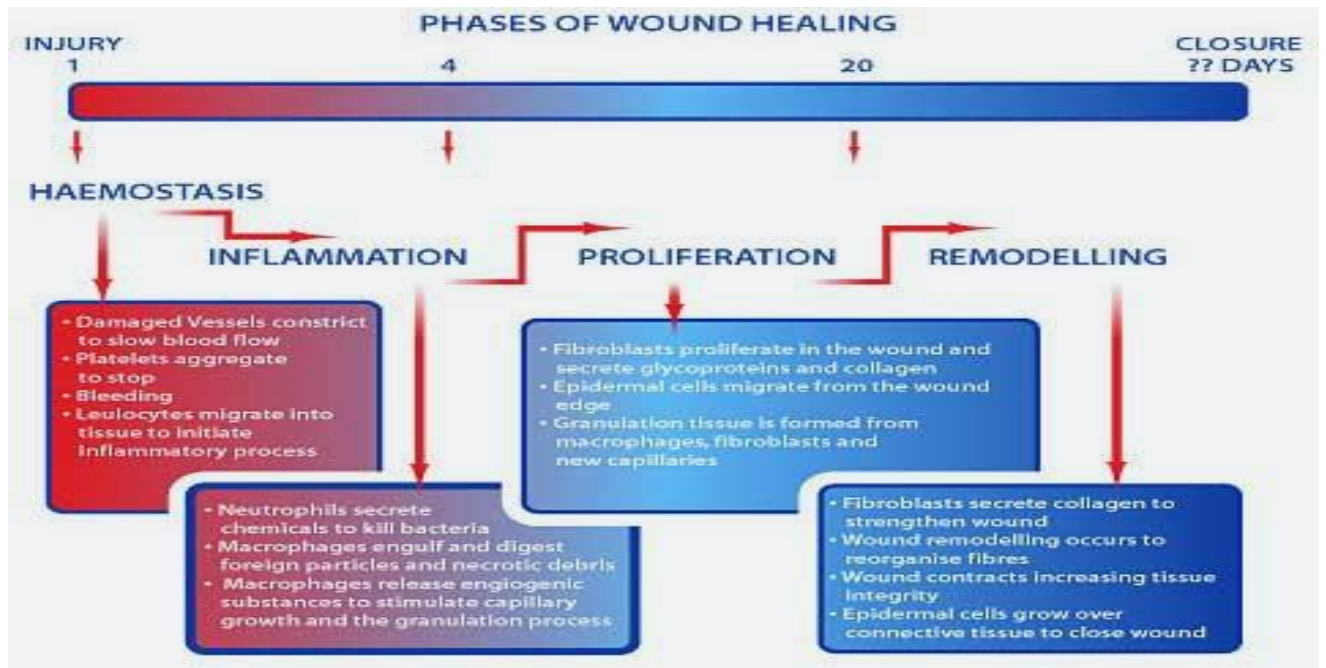 PHASES OF WOUND HEALING
INJURY
1
4
20
CLOSURE
?? DAYS
HAEMOSTASIS
INFLAMMATION
PROLIFERATION
REMODELLING
• Damaged Vessels constrict
to slow blood flow
• Platelets aggregate
to stop
• Bleeding
• Leulocytes migrate into
tissue to initiate
inflammatory process
• Neutrophils secrete
chemicals to kill bacteria
• Macrophages engulf and digest
foreign particles and necrotic debris
• Macrophages release engiogenic
substances to stimulate capillary
growth and the granulation process
• Fibroblasts proliferate in the wound and
secrete glycoproteins and collagen
• Epidermal cells migrate from the wound
edge
• Granulation tissue is formed from
macrophages, fibroblasts and
new capillaries
• Fibroblasts secrete collagen to
strengthen wound
• Wound remodelling occurs to
reorganise fibres
• Wound contracts increasing tissue
integrity
• Epidermal cells grow over
connective tissue to close wound